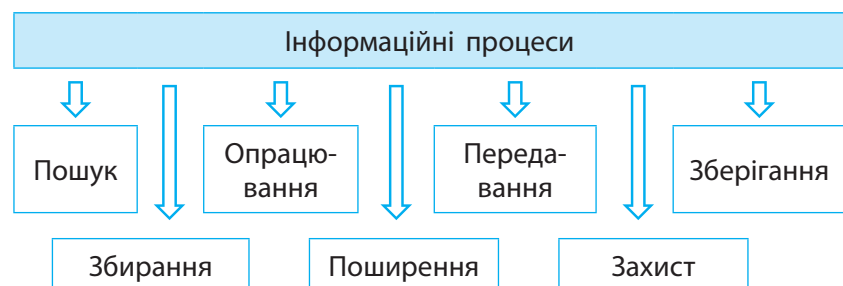 Інформаційні процеси
Пошук
Опрацю-
вання
Переда-
вання
Зберігання
Збирання
Поширення
Захист